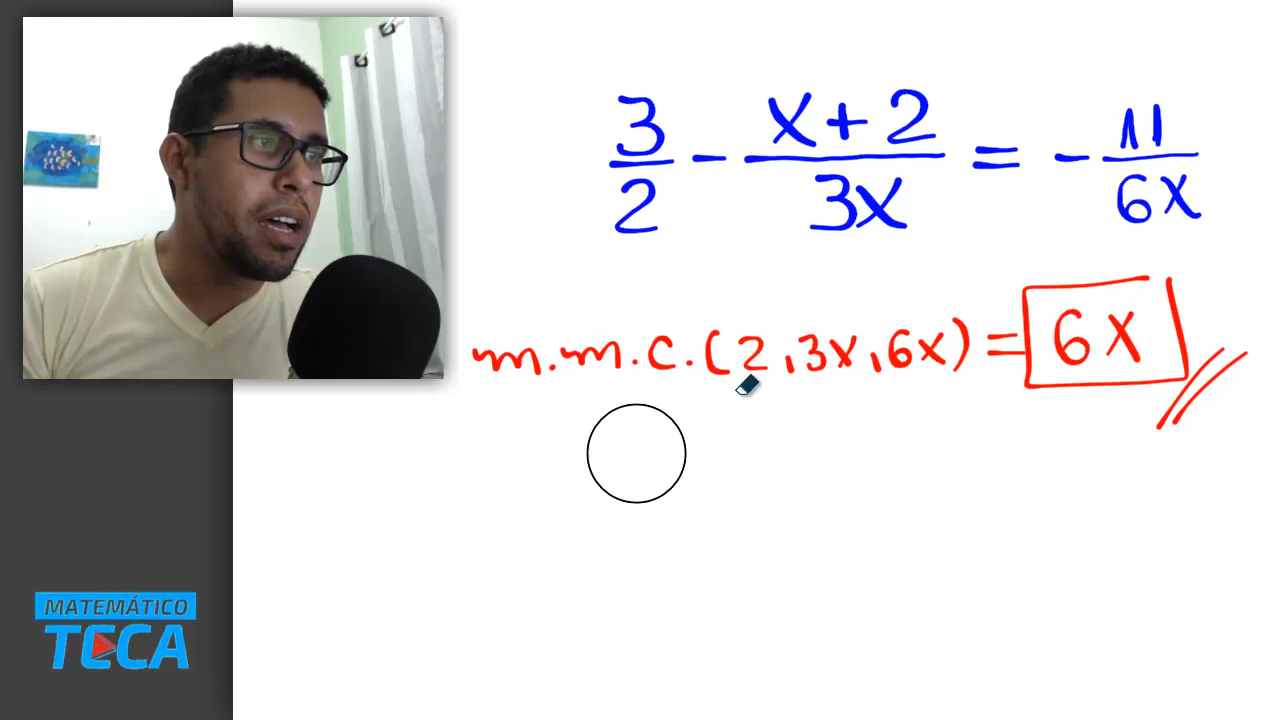 3/2 - x+2/3x = - 11/6x
m.m.c.(2,3x,6x) = 6x
MATEMÁTICO
TECA